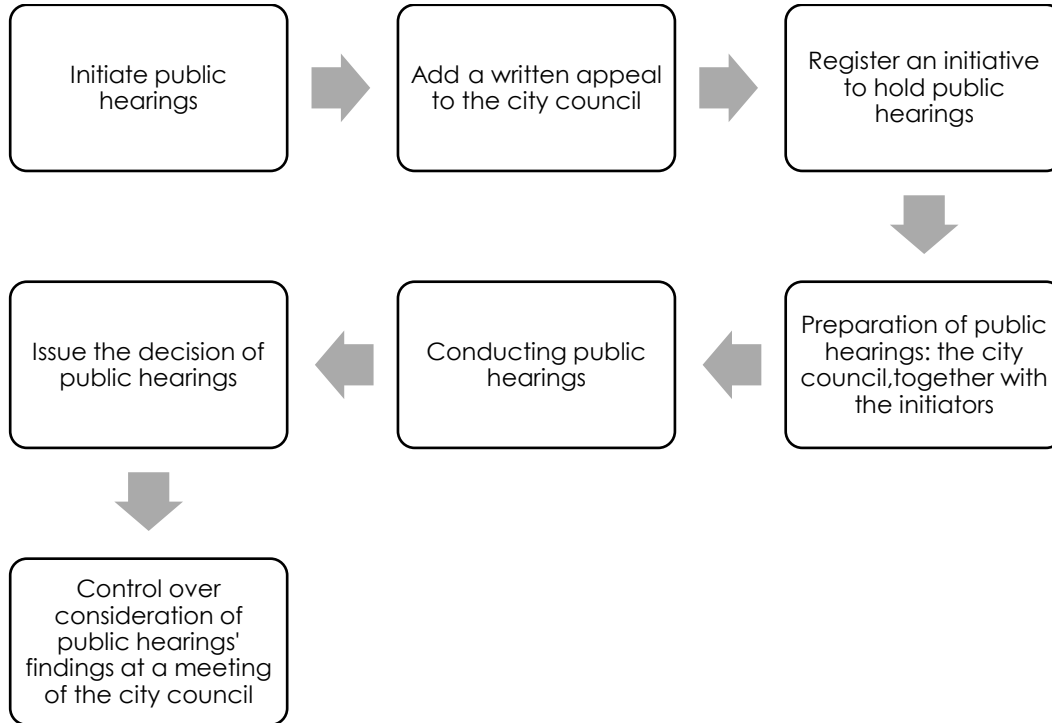 Initiate public
hearings
Add a written appeal
to the city council
Register an initiative
to hold public
hearings
Preparation of public
hearings: the city
council,together with
the initiators
Conducting public
hearings
Issue the decision of
public hearings
Control over
consideration of
public hearings'
findings at a meeting
of the city council